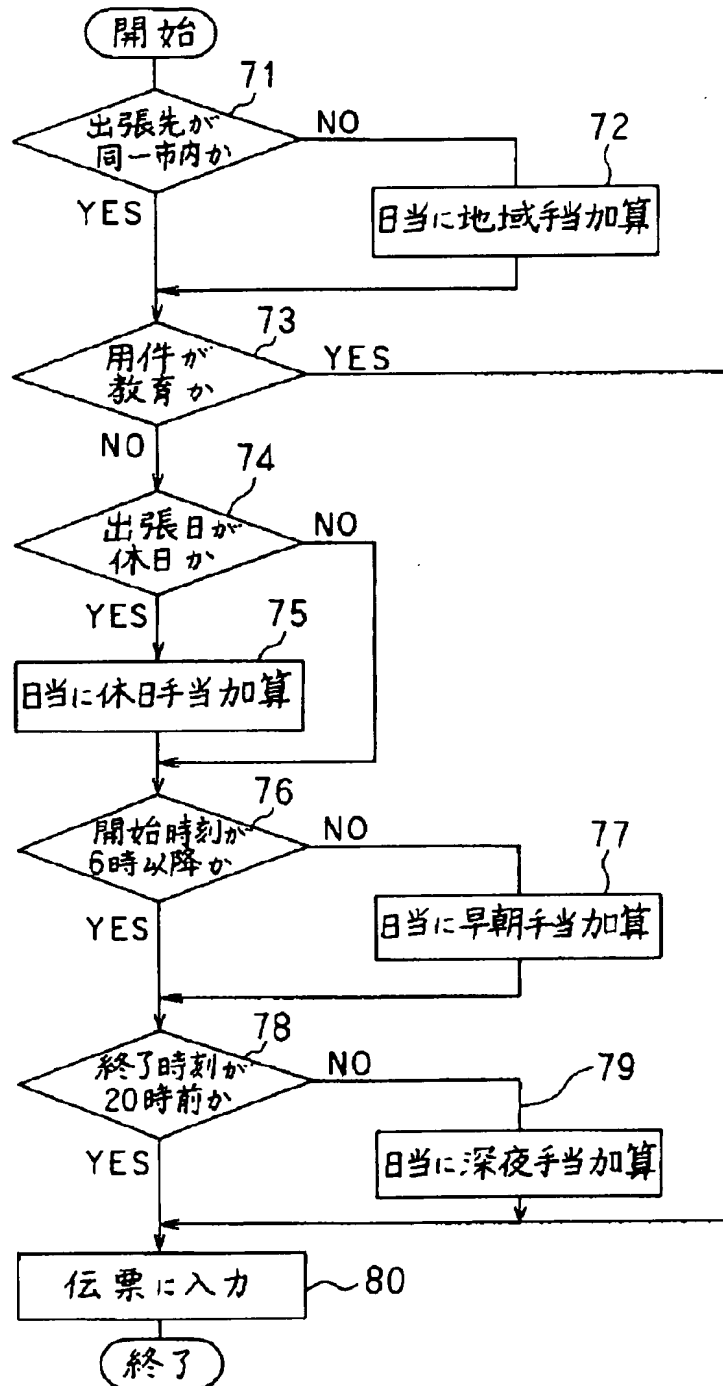 開始
71
出張先が
同一市内か
NO
72
日当に地域手当加算
YES
73
用件が
教育か
YES
NO
74
出張日が
休日か
NO
YES
75
日当に休日手当加算
76
開始時刻が
6時以降か
NO
77
日当に早朝手当加算
YES
78
終了時刻が
20時前か
NO
79
日当に深夜手当加算
YES
伝票に入力
80
終了